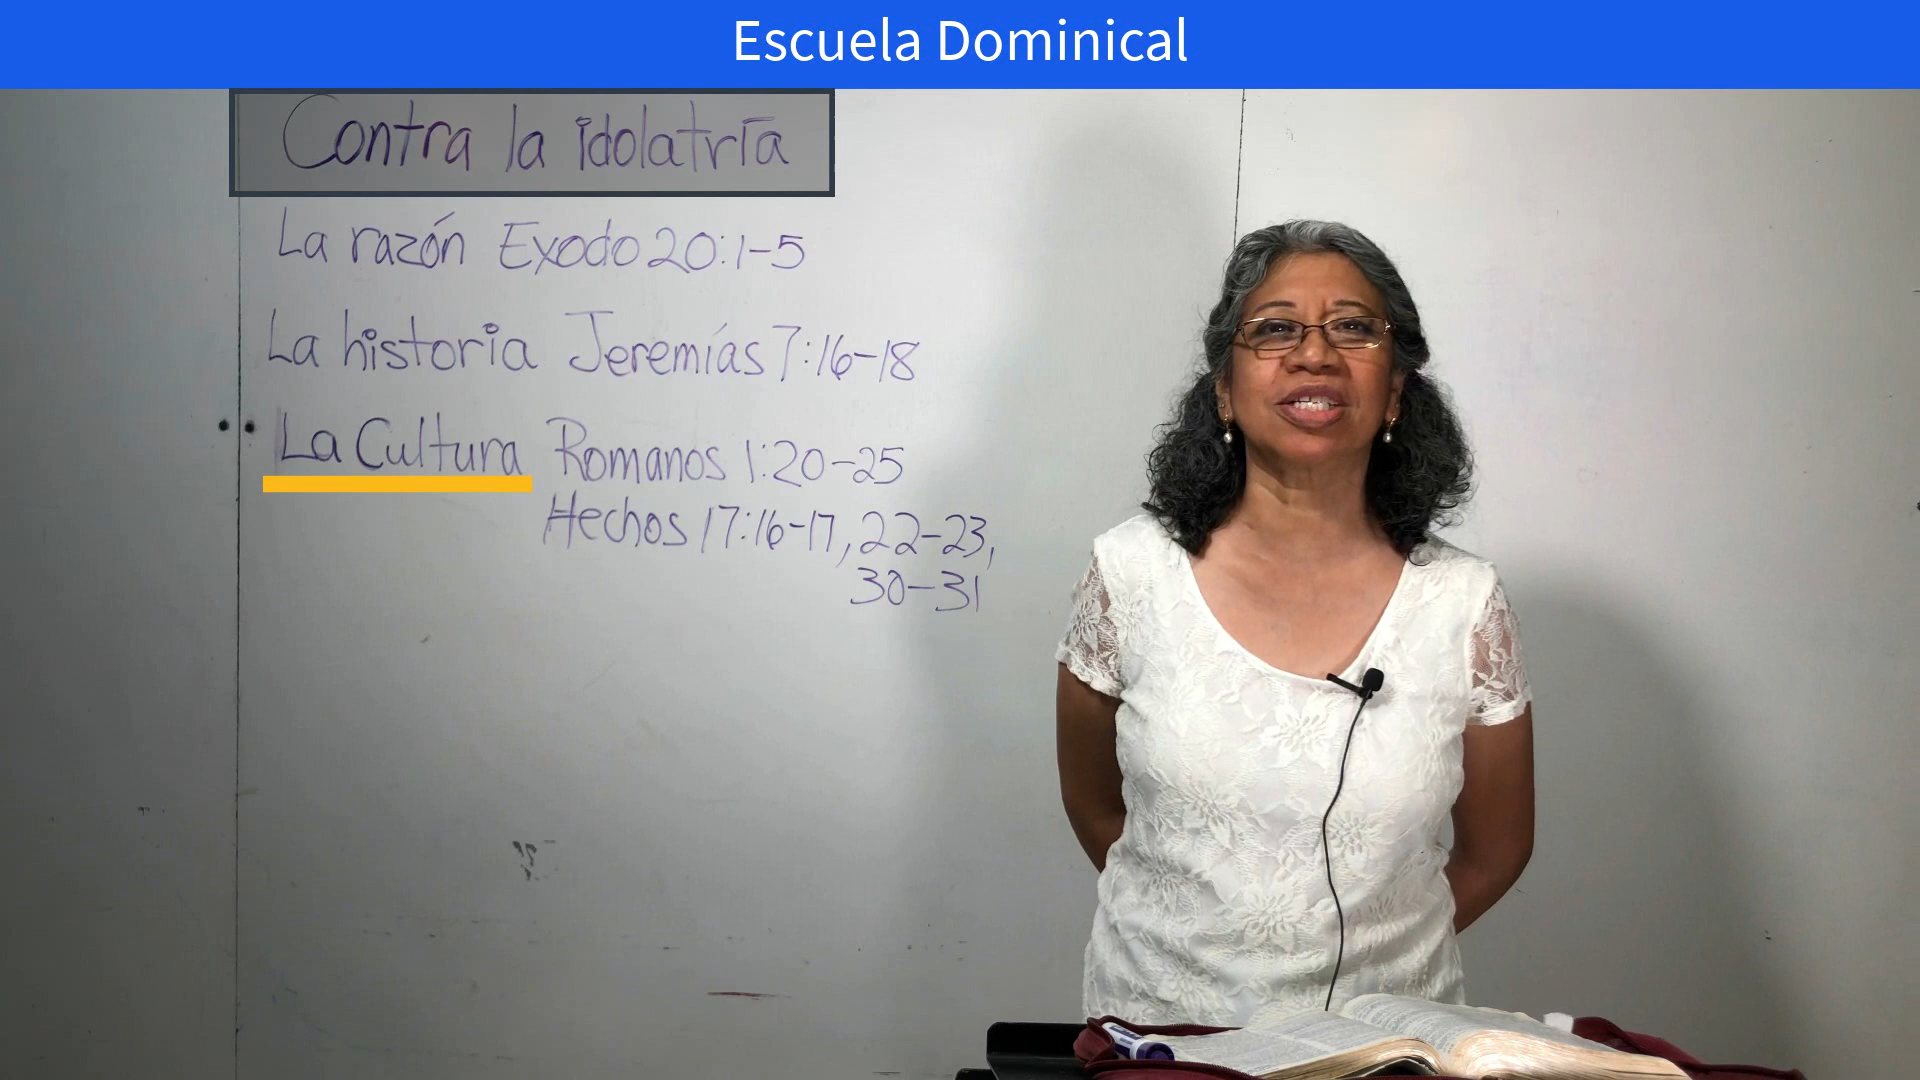 Escuela Dominical
Contra la idolatría
La razón Exodo 20:1-5
La historia Jeremías 7:16-18
La Cultura Romanos 1:20-25
Hechos 17:16-17, 22-23,
30-31